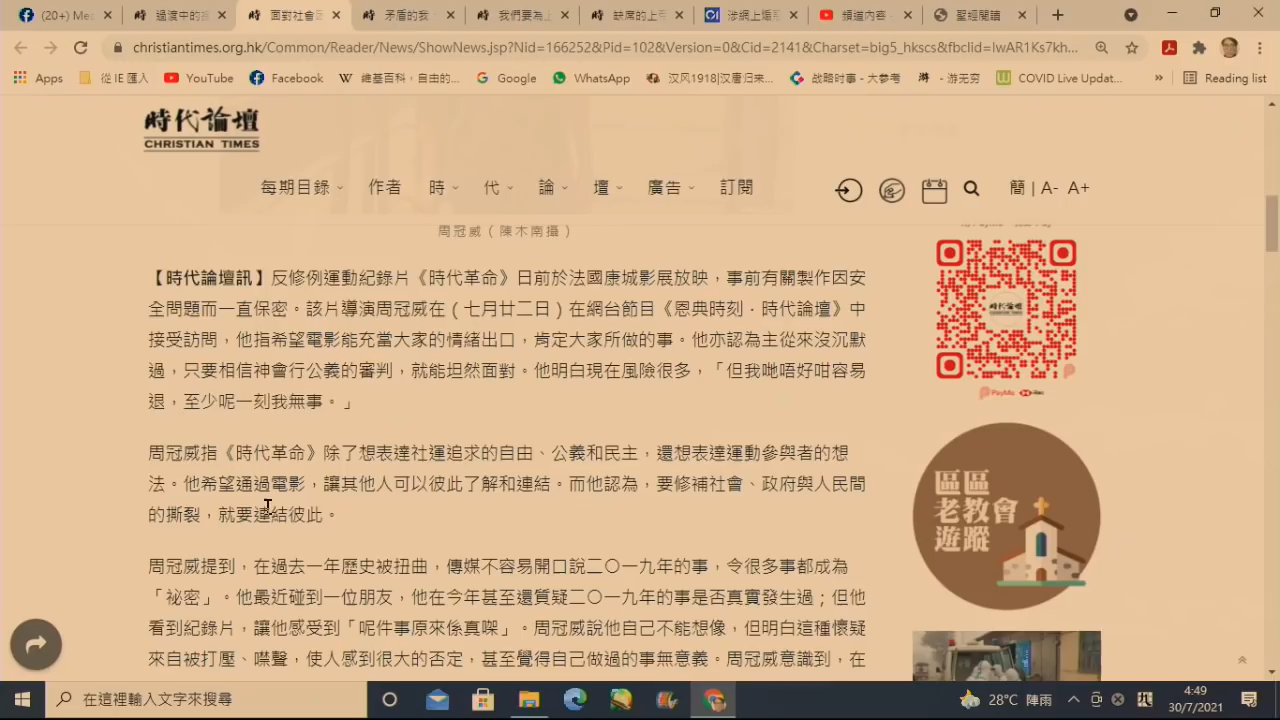 (20+) Me
過渡中的
面對社會
矛盾的我
我們要為
缺席的上
涉網上煽
頻道內容
聖經閱讀
christiantimes.org.hk/Common/Reader/News/ShowNews.jsp?Nid=166252&Pid=102&Version=0&Cid=2141&Charset=big5_hkscs&fbclid=IwAR1Ks7kh...
Apps
從 IE 匯入
YouTube
Facebook
維基百科，自由的...
Google
WhatsApp
汉风1918|汉唐归来...
战略时事 - 大參考
- 游无穷
COVID Live Updat...
»
Reading list
時代論壇
CHRISTIAN TIMES
每期目錄 作者 時 代 論 壇 廣告 訂閱
簡 | A- A+
周冠威（陳木南攝）
【時代論壇訊】反修例運動紀錄片《時代革命》日前於法國康城影展放映，事前有關製作因安
全問題而一直保密。該片導演周冠威在（七月廿二日）在網台節目《恩典時刻．時代論壇》中
接受訪問，他指希望電影能充當大家的情緒出口，肯定大家所做的事。他亦認為主從來沒沉默
過，只要相信神會行公義的審判，就能坦然面對。他明白現在風險很多，「但我哋唔好咁容易
退，至少呢一刻我無事。」
周冠威指《時代革命》除了想表達社運追求的自由、公義和民主，還想表達運動參與者的想
法。他希望通過電影，讓其他人可以彼此了解和連結。而他認為，要修補社會、政府與人民間
的撕裂，就要連結彼此。
周冠威提到，在過去一年歷史被扭曲，傳媒不容易開口說二〇一九年的事，令很多事都成為
「祕密」。他最近碰到一位朋友，他在今年甚至還質疑二〇一九年的事是否真實發生過；但他
看到紀錄片，讓他感受到「呢件事原來係真㗎」。周冠威說他自己不能想像，但明白這種懷疑
來自被打壓、噤聲，使人感到很大的否定，甚至覺得自己做過的事無意義。周冠威意識到，在
時代論壇
PayMe
區區
老教會
遊蹤
在這裡輸入文字來搜尋
28°C 陣雨
4:49
30/7/2021